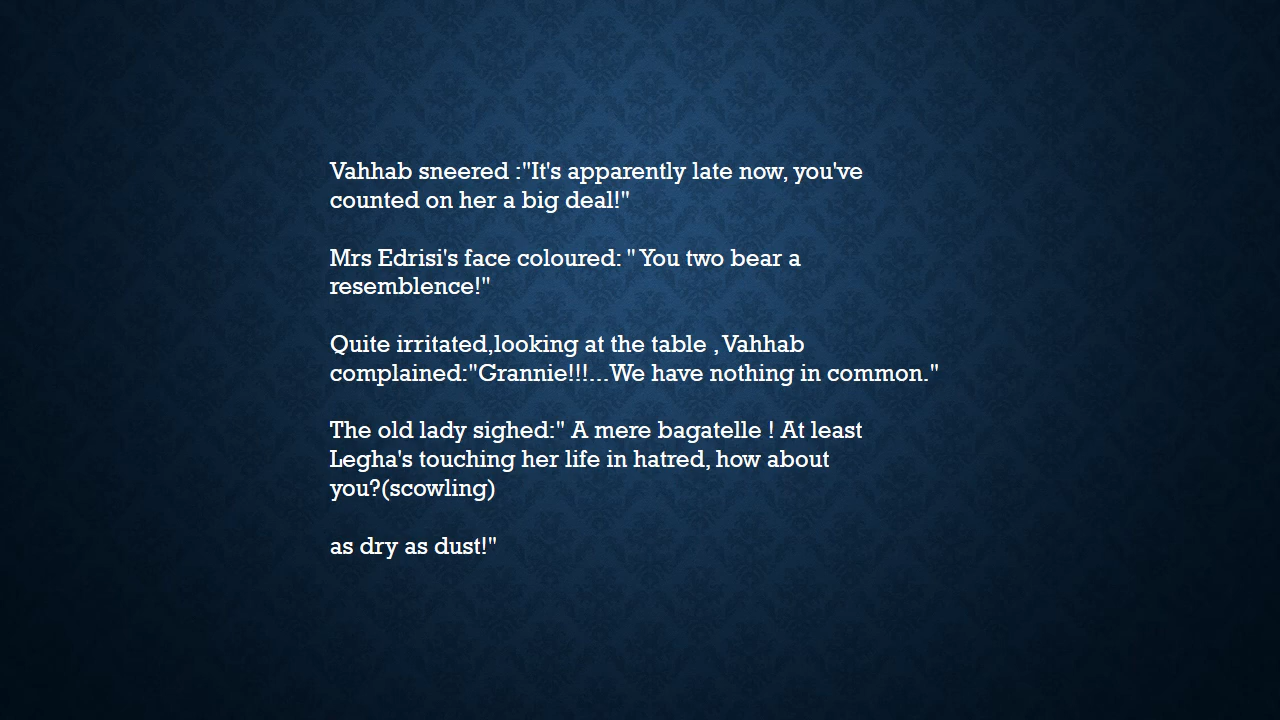 Vahhab sneered :"It's apparently late now, you've
counted on her a big deal!"
Mrs Edrisi's face coloured: " You two bear a
resemblence!"
Quite irritated,looking at the table , Vahhab
complained:"Grannie!!!...We have nothing in common."
The old lady sighed:" A mere bagatelle ! At least
Legha's touching her life in hatred, how about
you?(scowling)
as dry as dust!"